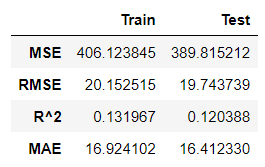 Train Test
MSE 406.123845 389.815212
RMSE 20.152515 19.743739
R^2 0.131967 0.120388
MAE 16.924102 16.412330